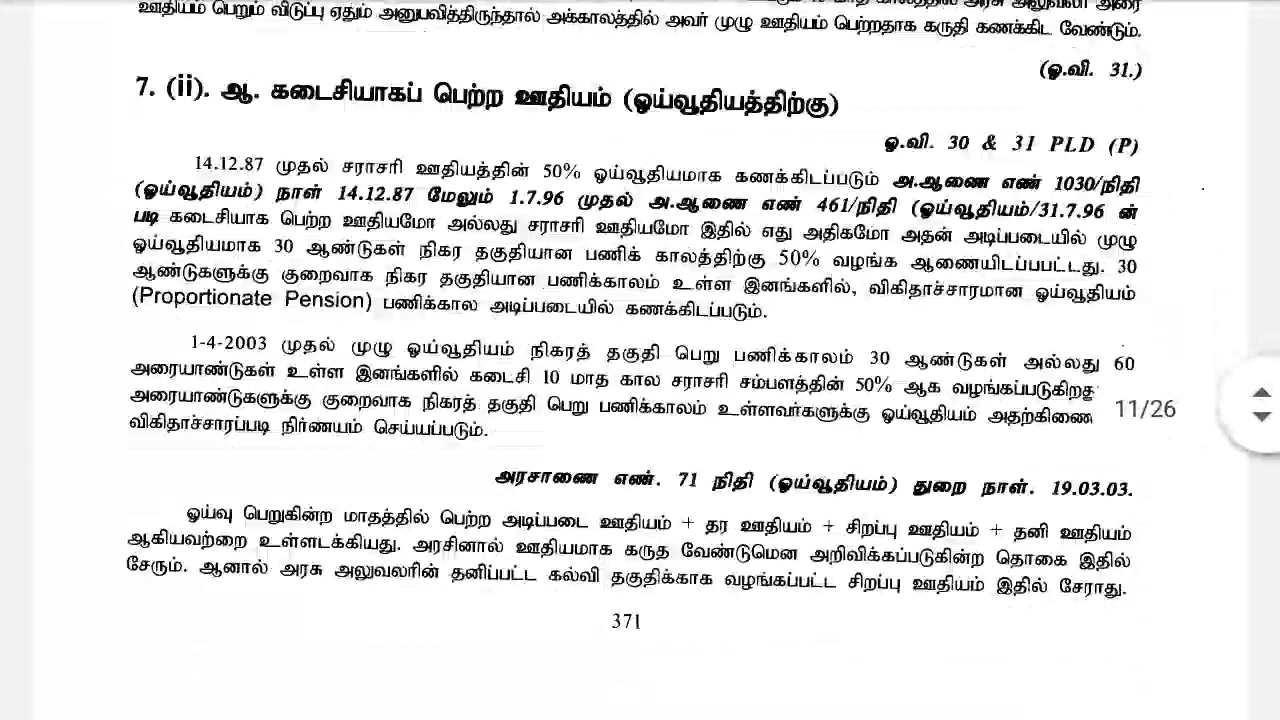 ஊதியம் பெறும் விடுப்பு ஏதும் அனுபவித்திருந்தால் அக்காலத்தில் அவர் முழு ஊதியம் பெற்றதாக கருதி கணக்கிட வேண்டும்.
(ஓ.வி. 31.)
7. (ii). ஆ. கடைசியாகப் பெற்ற ஊதியம் (ஓய்வூதியத்திற்கு)
ஓ.வி. 30 & 31 PLD (P)
14.12.87 முதல் சராசரி ஊதியத்தின் 50% ஓய்வூதியமாக கணக்கிடப்படும் அ.ஆணை எண் 1030/நிதி
(ஓய்வூதியம்) நாள் 14.12.87 மேலும் 1.7.96 முதல் அ.ஆணை எண் 461/நிதி (ஓய்வூதியம்/31.7.96 ன்
படி கடைசியாக பெற்ற ஊதியமோ அல்லது சராசரி ஊதியமோ இதில் எது அதிகமோ அதன் அடிப்படையில் முழு
ஓய்வூதியமாக 30 ஆண்டுகள் நிகர தகுதியான பணிக் காலத்திற்கு 50% வழங்க ஆணையிடப்பபட்டது. 30
ஆண்டுகளுக்கு குறைவாக நிகர தகுதியான பணிக்காலம் உள்ள இனங்களில், விகிதாச்சாரமான ஓய்வூதியம்
(Proportionate Pension) பணிக்கால அடிப்படையில் கணக்கிடப்படும்.
1-4-2003 முதல் முழு ஓய்வூதியம் நிகரத் தகுதி பெறு பணிக்காலம் 30 ஆண்டுகள் அல்லது 60
அரையாண்டுகள் உள்ள இனங்களில் கடைசி 10 மாத கால சராசரி சம்பளத்தின் 50% ஆக வழங்கப்படுகிறது
அரையாண்டுகளுக்கு குறைவாக நிகரத் தகுதி பெறு பணிக்காலம் உள்ளவர்களுக்கு ஓய்வூதியம் அதற்கிணை
விகிதாச்சாரப்படி நிர்ணயம் செய்யப்படும்.
11/26
அரசாணை எண். 71 நிதி (ஓய்வூதியம்) துறை நாள். 19.03.03.
ஓய்வு பெறுகின்ற மாதத்தில் பெற்ற அடிப்படை ஊதியம் + தர ஊதியம் + சிறப்பு ஊதியம் + தனி ஊதியம்
ஆகியவற்றை உள்ளடக்கியது. அரசினால் ஊதியமாக கருத வேண்டுமென அறிவிக்கப்படுகின்ற தொகை இதில்
சேரும். ஆனால் அரசு அலுவலரின் தனிப்பட்ட கல்வி தகுதிக்காக வழங்கப்பட்ட சிறப்பு ஊதியம் இதில் சேராது.
371